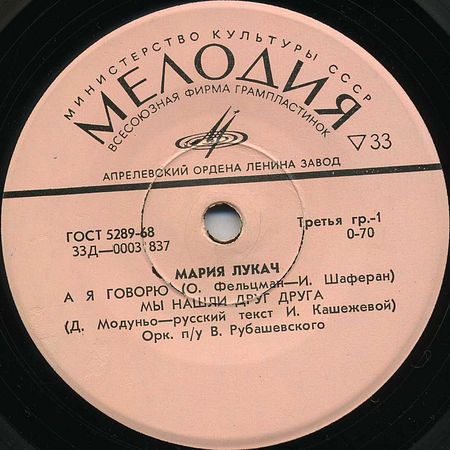 МИНИСТЕРСТВО КУЛЬТУРЫ СССР
МЕЛОДИЯ
ВСЕСОЮЗНАЯ ФИРМА ГРАМПЛАСТИНОК
▽33
АПРЕЛЕВСКИЙ ОРДЕНА ЛЕНИНА ЗАВОД
ГОСТ 5289-68
Третья гр.-1
33Д—00031837
0-70
МАРИЯ ЛУКАЧ
А Я ГОВОРЮ (О. Фельцман—И. Шаферан)
МЫ НАШЛИ ДРУГ ДРУГА
(Д. Модуньо—русский текст И. Кашежевой)
Орк. п/у В. Рубашевского